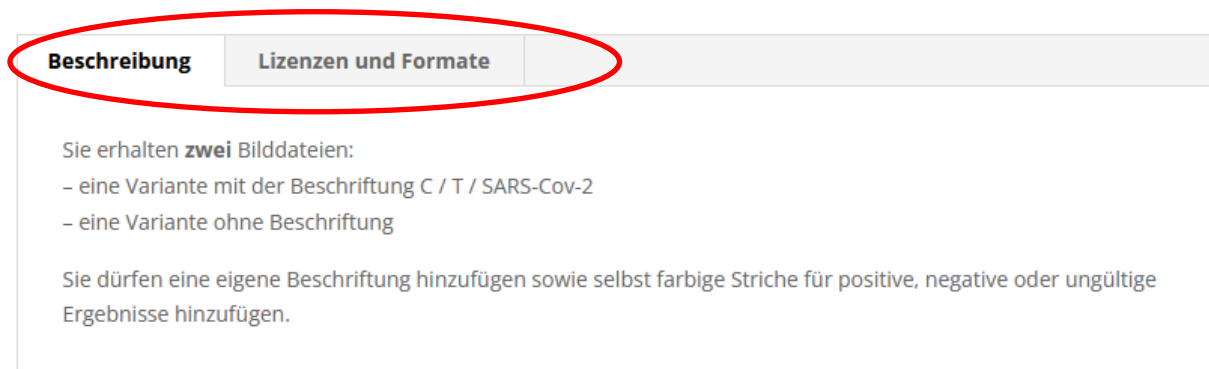 Beschreibung Lizenzen und Formate
Sie erhalten zwei Bilddateien:
– eine Variante mit der Beschriftung C / T / SARS-Cov-2
– eine Variante ohne Beschriftung
Sie dürfen eine eigene Beschriftung hinzufügen sowie selbst farbige Striche für positive, negative oder ungültige
Ergebnisse hinzufügen.